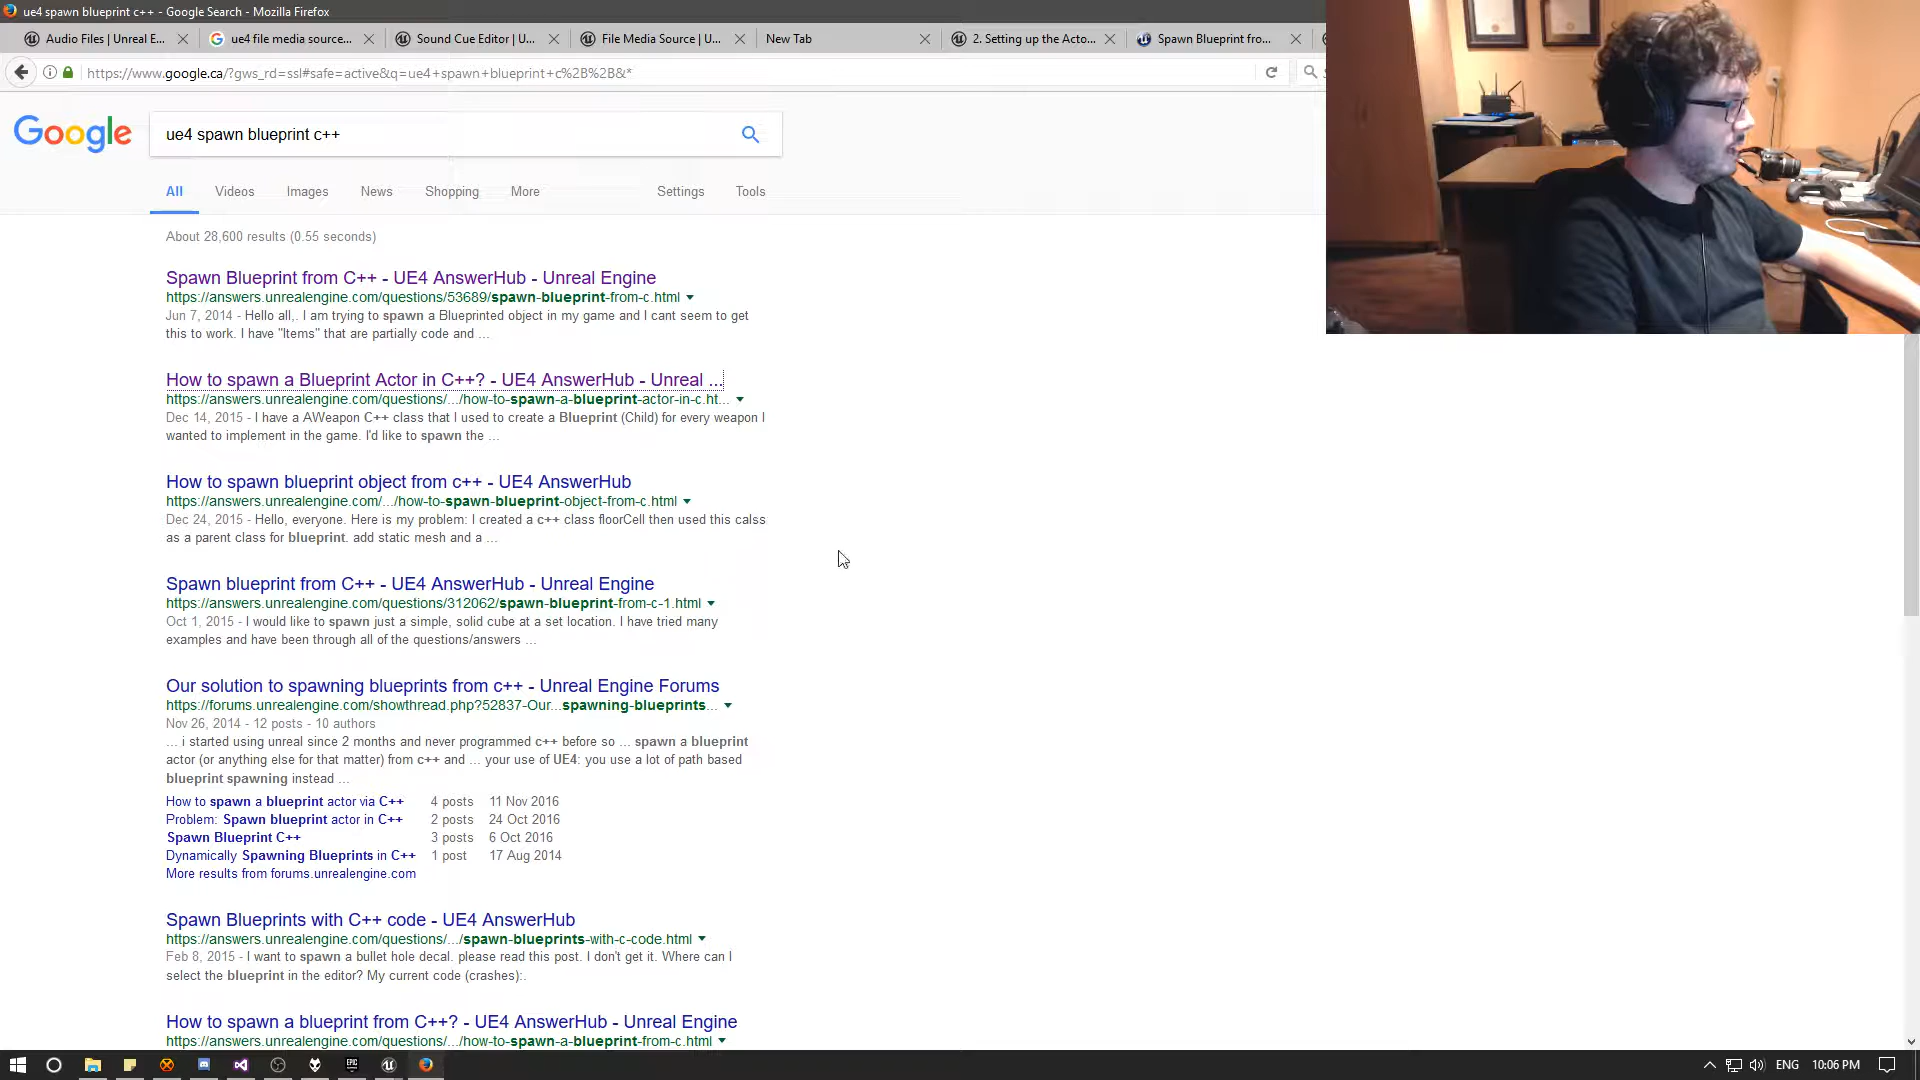 ue4 spawn blueprint c++ - Google Search - Mozilla Firefox
Audio Files | Unreal E...
ue4 file media source...
Sound Cue Editor | U...
File Media Source | U...
New Tab
2. Setting up the Acto...
Spawn Blueprint fro...
https://www.google.ca/?gws_rd=ssl#safe=active&q=ue4+spawn+blueprint+c%2B%2B&*
Google
ue4 spawn blueprint c++
All Videos Images News Shopping More Settings Tools
About 28,600 results (0.55 seconds)
Spawn Blueprint from C++ - UE4 AnswerHub - Unreal Engine
https://answers.unrealengine.com/questions/53689/spawn-blueprint-from-c.html
Jun 7, 2014 - Hello all,. I am trying to spawn a Blueprinted object in my game and I cant seem to get
this to work. I have "Items" that are partially code and ...
How to spawn a Blueprint Actor in C++? - UE4 AnswerHub - Unreal ...
https://answers.unrealengine.com/questions/.../how-to-spawn-a-blueprint-actor-in-c.ht...
Dec 14, 2015 - I have a AWeapon C++ class that I used to create a Blueprint (Child) for every weapon I
wanted to implement in the game. I'd like to spawn the ...
How to spawn blueprint object from c++ - UE4 AnswerHub
https://answers.unrealengine.com/.../how-to-spawn-blueprint-object-from-c.html
Dec 24, 2015 - Hello, everyone. Here is my problem: I created a c++ class floorCell then used this calss
as a parent class for blueprint. add static mesh and a ...
Spawn blueprint from C++ - UE4 AnswerHub - Unreal Engine
https://answers.unrealengine.com/questions/312062/spawn-blueprint-from-c-1.html
Oct 1, 2015 - I would like to spawn just a simple, solid cube at a set location. I have tried many
examples and have been through all of the questions/answers ...
Our solution to spawning blueprints from c++ - Unreal Engine Forums
https://forums.unrealengine.com/showthread.php?52837-Our...spawning-blueprints...
Nov 26, 2014 - 12 posts - 10 authors
... i started using unreal since 2 months and never programmed c++ before so ... spawn a blueprint
actor (or anything else for that matter) from c++ and ... your use of UE4: you use a lot of path based
blueprint spawning instead ...
How to spawn a blueprint actor via C++ 4 posts 11 Nov 2016
Problem: Spawn blueprint actor in C++ 2 posts 24 Oct 2016
Spawn Blueprint C++ 3 posts 6 Oct 2016
Dynamically Spawning Blueprints in C++ 1 post 17 Aug 2014
More results from forums.unrealengine.com
Spawn Blueprints with C++ code - UE4 AnswerHub
https://answers.unrealengine.com/questions/.../spawn-blueprints-with-c-code.html
Feb 8, 2015 - I want to spawn a bullet hole decal. please read this post. I don't get it. Where can I
select the blueprint in the editor? My current code (crashes):.
How to spawn a blueprint from C++? - UE4 AnswerHub - Unreal Engine
https://answers.unrealengine.com/questions/.../how-to-spawn-a-blueprint-from-c.html
EPIC
ENG
10:06 PM